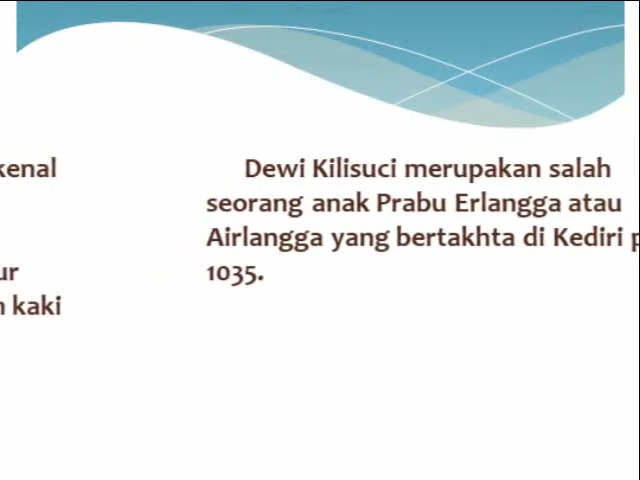 kenal
ur
kaki
Dewi Kilisuci merupakan salah
seorang anak Prabu Erlangga atau
Airlangga yang bertakhta di Kediri p
1035.